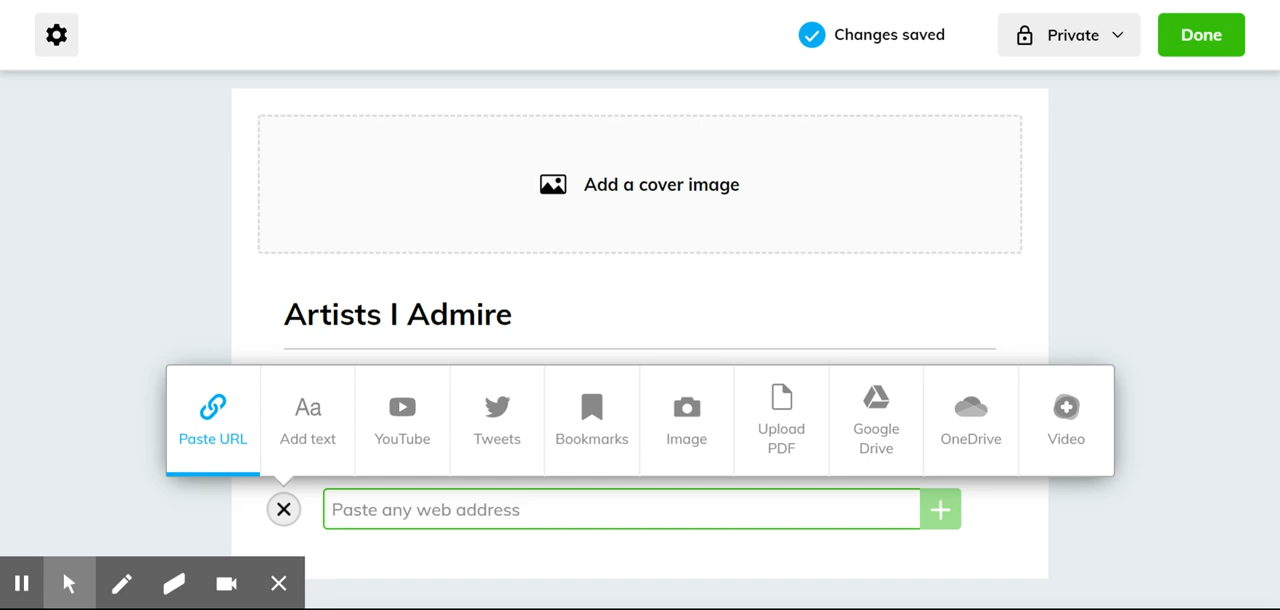 Changes saved
Private
Done
Add a cover image
Artists I Admire
Paste URL
Aa
Add text
YouTube
Tweets
Bookmarks
Image
Upload
PDF
Google
Drive
OneDrive
Video
Paste any web address